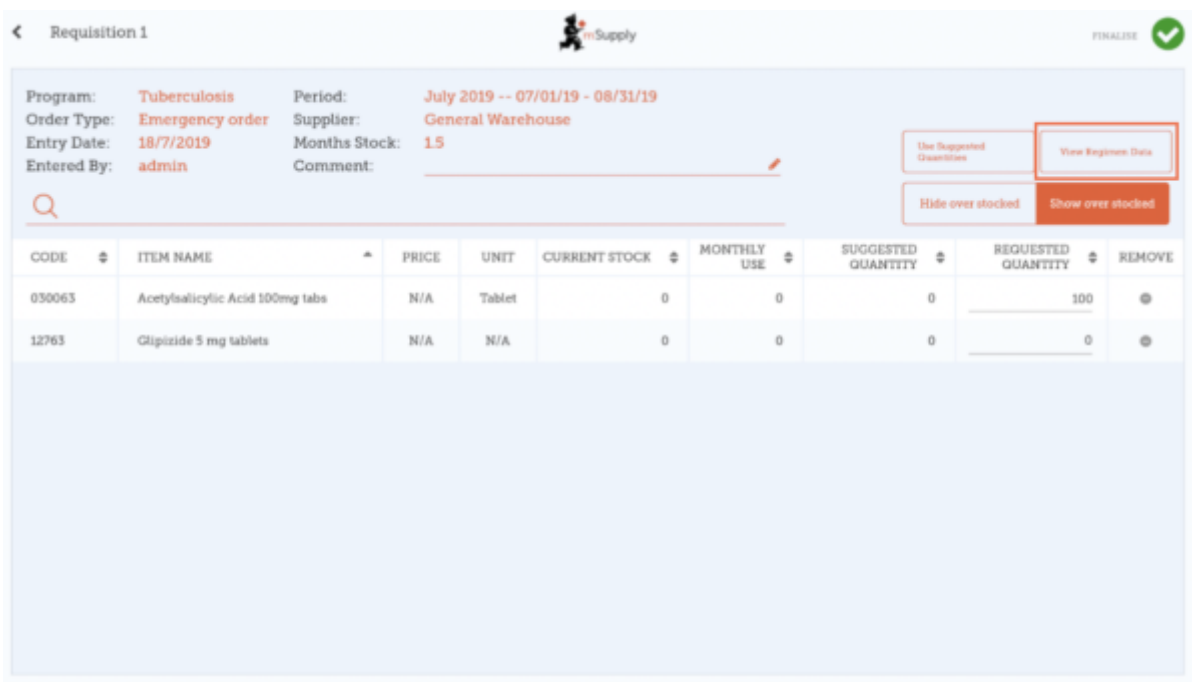 Requisition 1
mSupply
FINALISE
Program: Tuberculosis Period: July 2019 -- 07/01/19 - 08/31/19
Order Type: Emergency order Supplier: General Warehouse
Entry Date: 18/7/2019 Months Stock: 1.5
Entered By: admin Comment:
Use Suggested
Quantities
View Regimen Data
Hide over stocked Show over stocked
CODE ITEM NAME PRICE UNIT CURRENT STOCK MONTHLY USE SUGGESTED QUANTITY REQUESTED QUANTITY REMOVE
030063 Acetylsalicylic Acid 100mg tabs N/A Tablet 0 0 0 100
12763 Glipizide 5 mg tablets N/A N/A 0 0 0 0